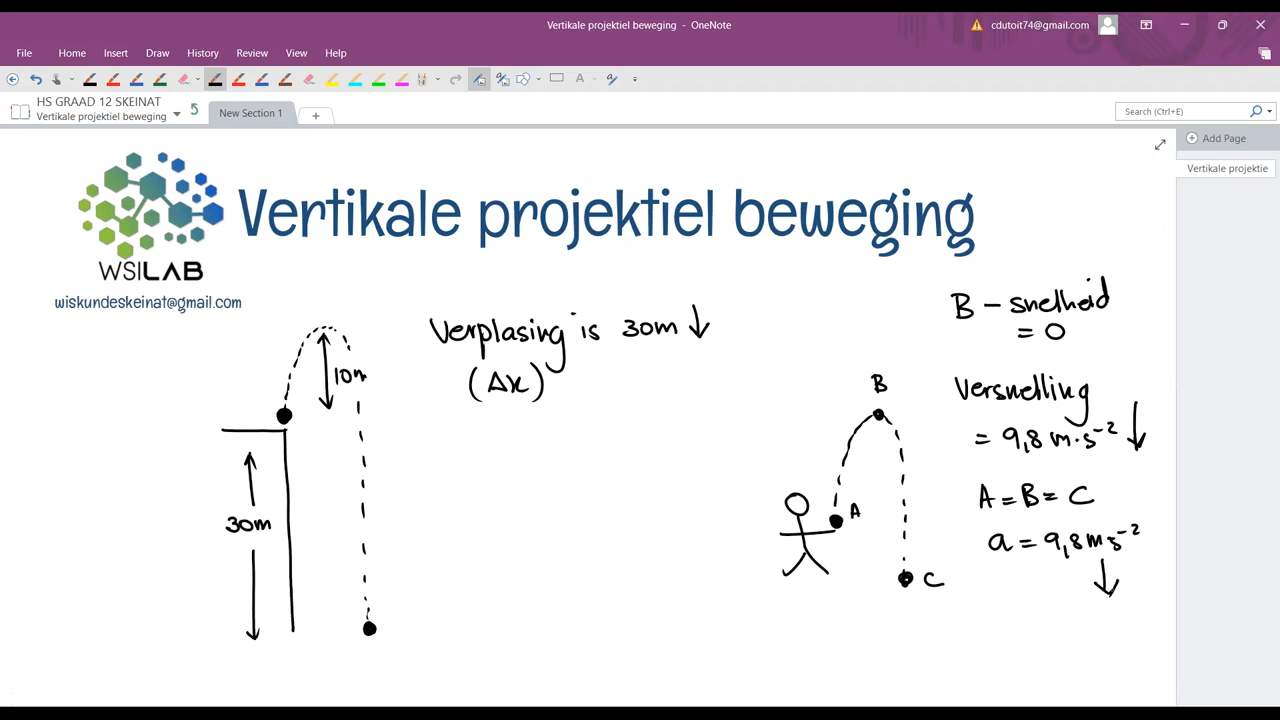 Vertikale projektiel beweging - OneNote
cdutoit74@gmail.com
File Home Insert Draw History Review View Help
HS GRAAD 12 SKEINAT
Vertikale projektiel beweging
New Section 1
Search (Ctrl+E)
Add Page
Vertikale projektie
Vertikale projektiel beweging
WSILAB
wiskundeskeinat@gmail.com
Verplasing is 30m ↓
(Δx)
10m
30m
B - snelheid
= 0
Versnelling
= 9,8 m·s⁻² ↓
A = B = C
a = 9,8 m s⁻²
↓
B
A
C